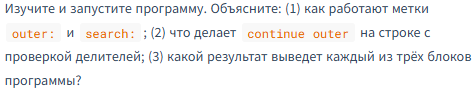 Изучите и запустите программу. Объясните: (1) как работают метки
outer: и search: ; (2) что делает continue outer на строке с
проверкой делителей; (3) какой результат выведет каждый из трёх блоков
программы?